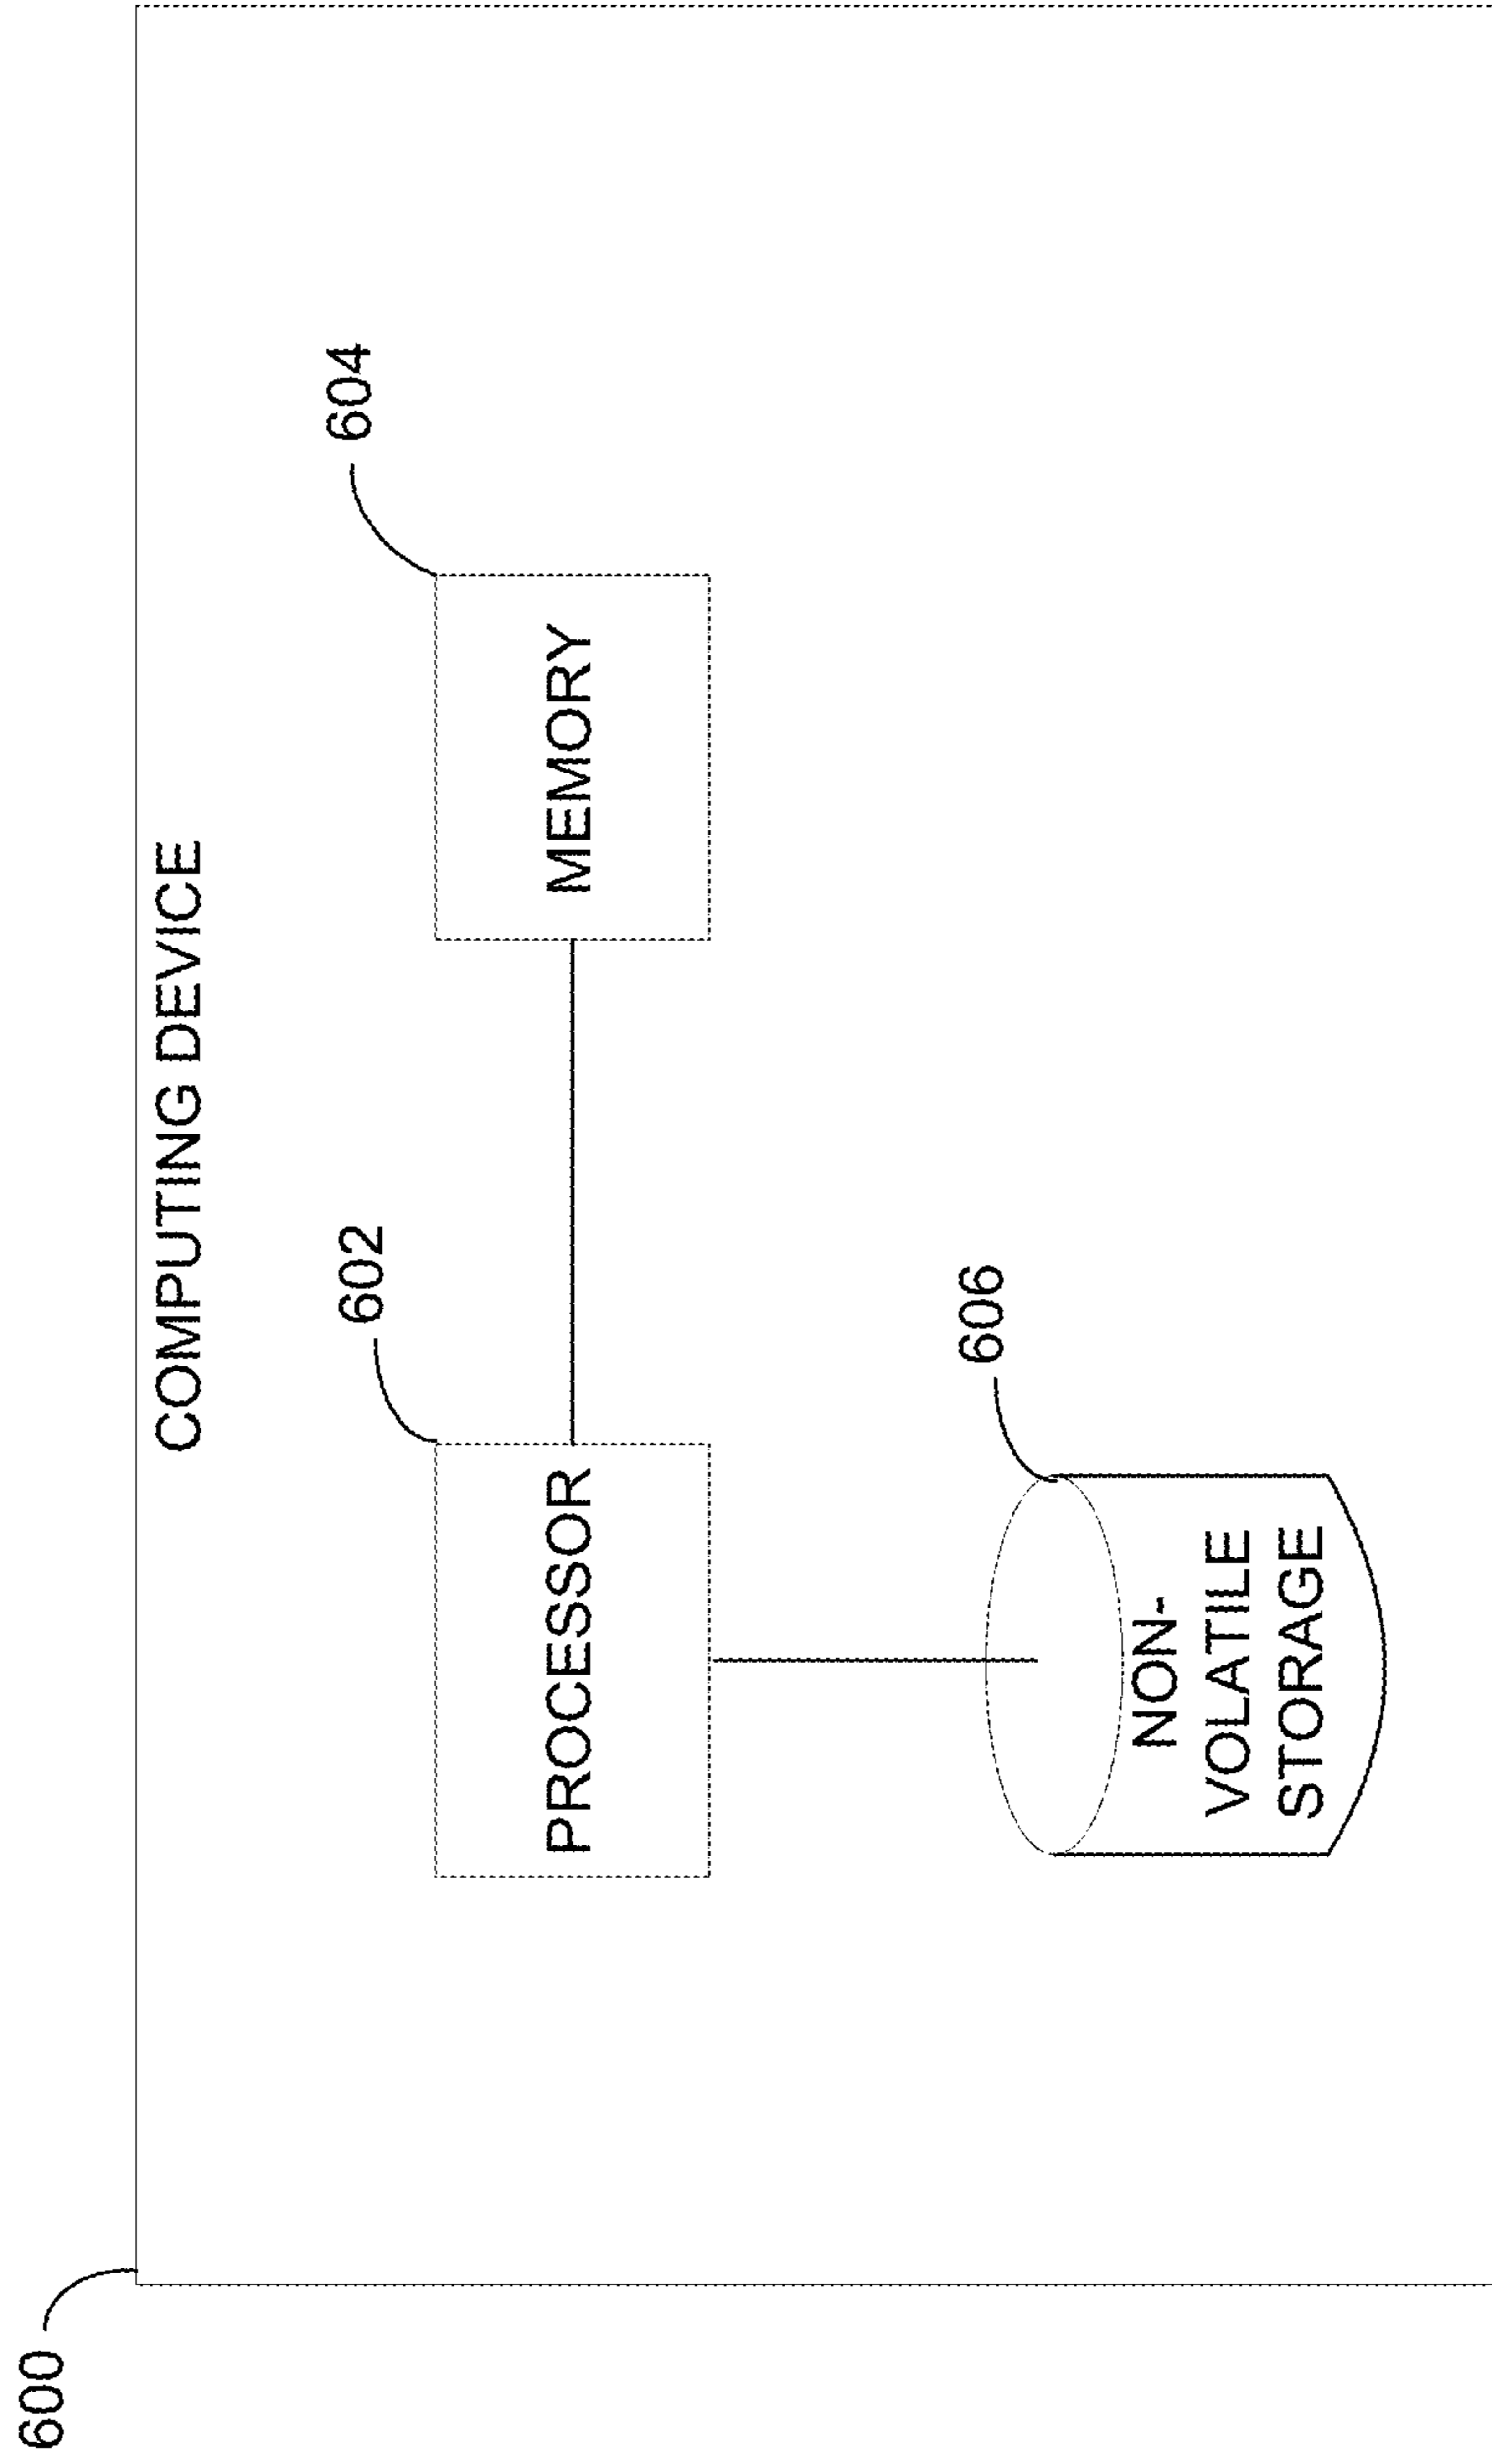 600
COMPUTING DEVICE
602
604
PROCESSOR
MEMORY
606
NON-
VOLATILE
STORAGE